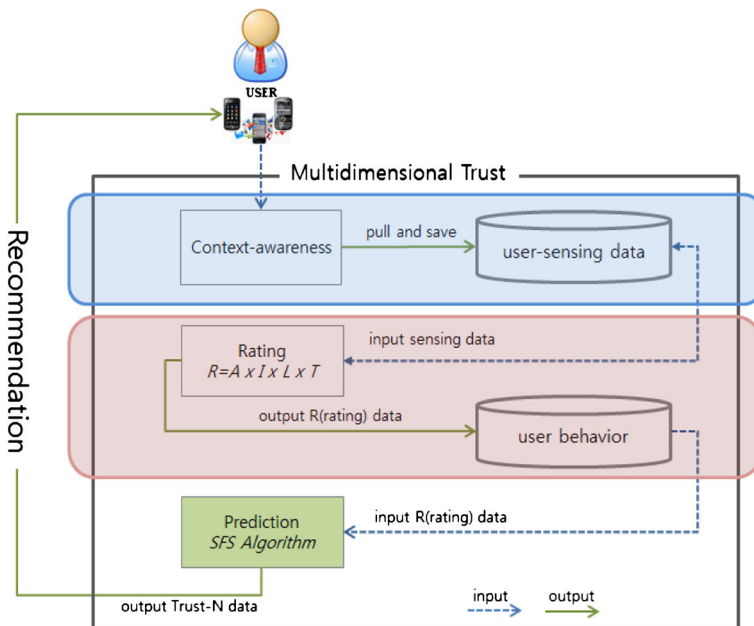 USER
Multidimensional Trust
Context-awareness
pull and save
user-sensing data
Rating
R=A x I x L x T
input sensing data
output R(rating) data
user behavior
Prediction
SFS Algorithm
input R(rating) data
output Trust-N data
input
output
Recommendation